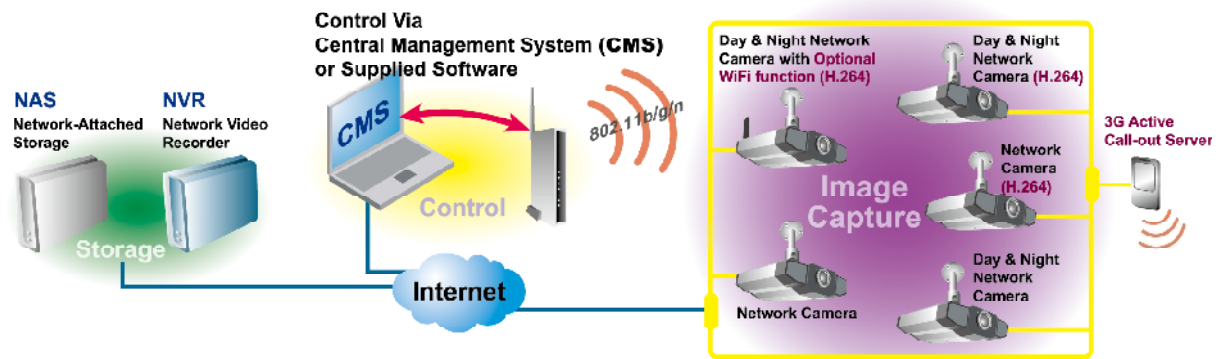 NAS
Network-Attached
Storage
NVR
Network Video
Recorder
Storage
Control Via
Central Management System (CMS)
or Supplied Software
CMS
802.11b/g/n
Control
Internet
Day & Night Network
Camera with Optional
WiFi function (H.264)
Day & Night
Network
Camera (H.264)
Image
Capture
Network
Camera
(H.264)
Network Camera
Day & Night
Network
Camera
3G Active
Call-out Server